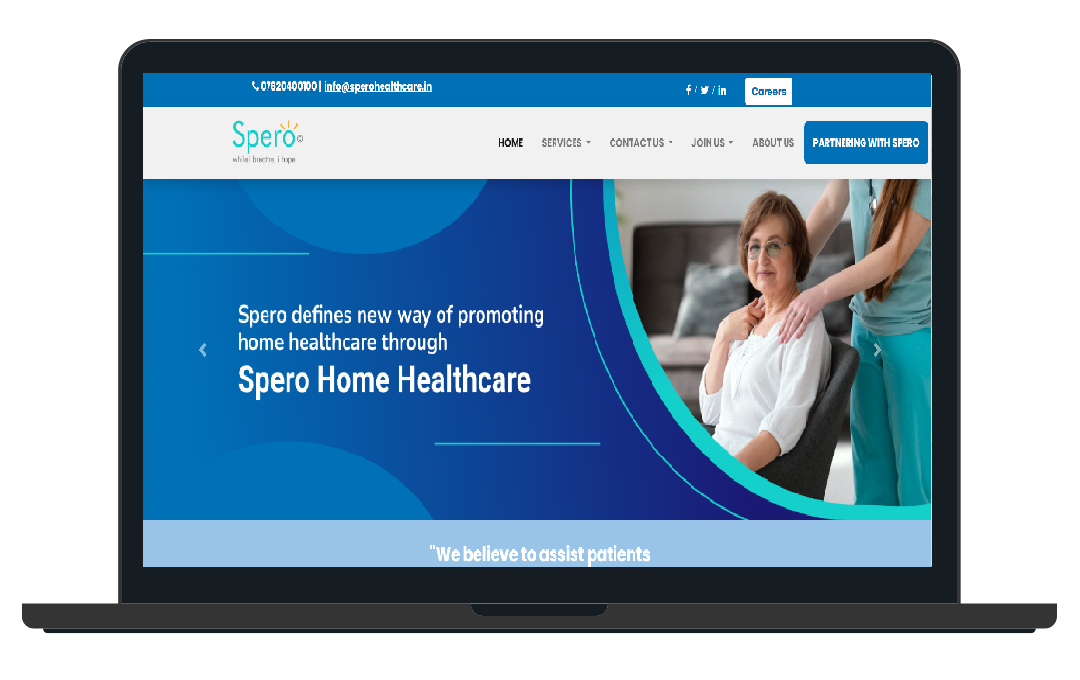 07620400100 | info@sperohealthcare.in
f / / in
Careers
Spero©
while i breathe, i hope
HOME
SERVICES
CONTACT US
JOIN US
ABOUT US
PARTNERING WITH SPERO
Spero defines new way of promoting
home healthcare through
Spero Home Healthcare
"We believe to assist patients